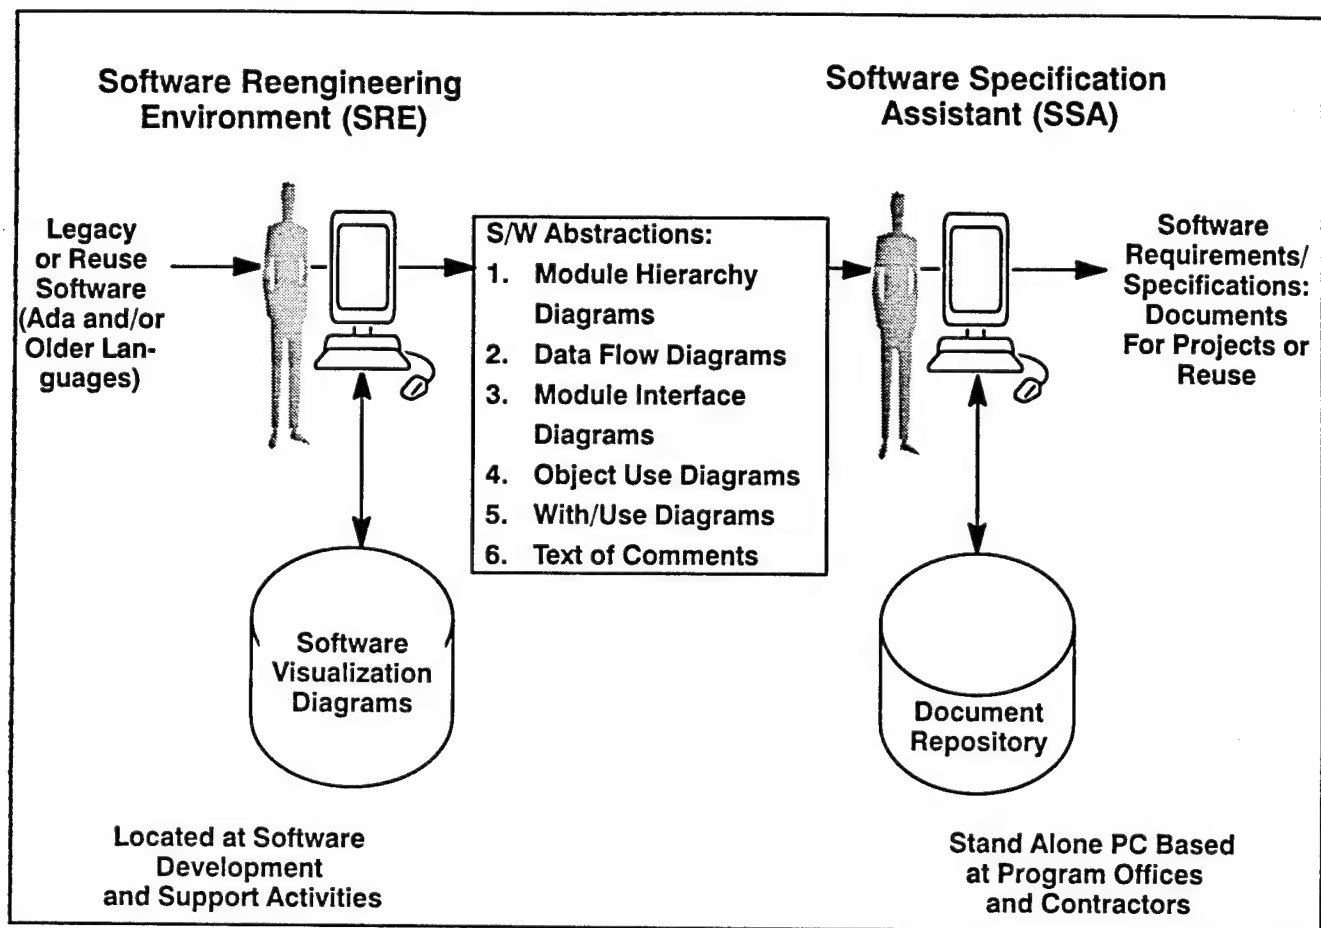 Software Reengineering
Environment (SRE)
Software Specification
Assistant (SSA)
Legacy
or Reuse
Software
(Ada and/or
Older Lan-
guages)
S/W Abstractions:
1. Module Hierarchy
Diagrams
2. Data Flow Diagrams
3. Module Interface
Diagrams
4. Object Use Diagrams
5. With/Use Diagrams
6. Text of Comments
Software
Requirements/
Specifications:
Documents
For Projects or
Reuse
Software
Visualization
Diagrams
Document
Repository
Located at Software
Development
and Support Activities
Stand Alone PC Based
at Program Offices
and Contractors